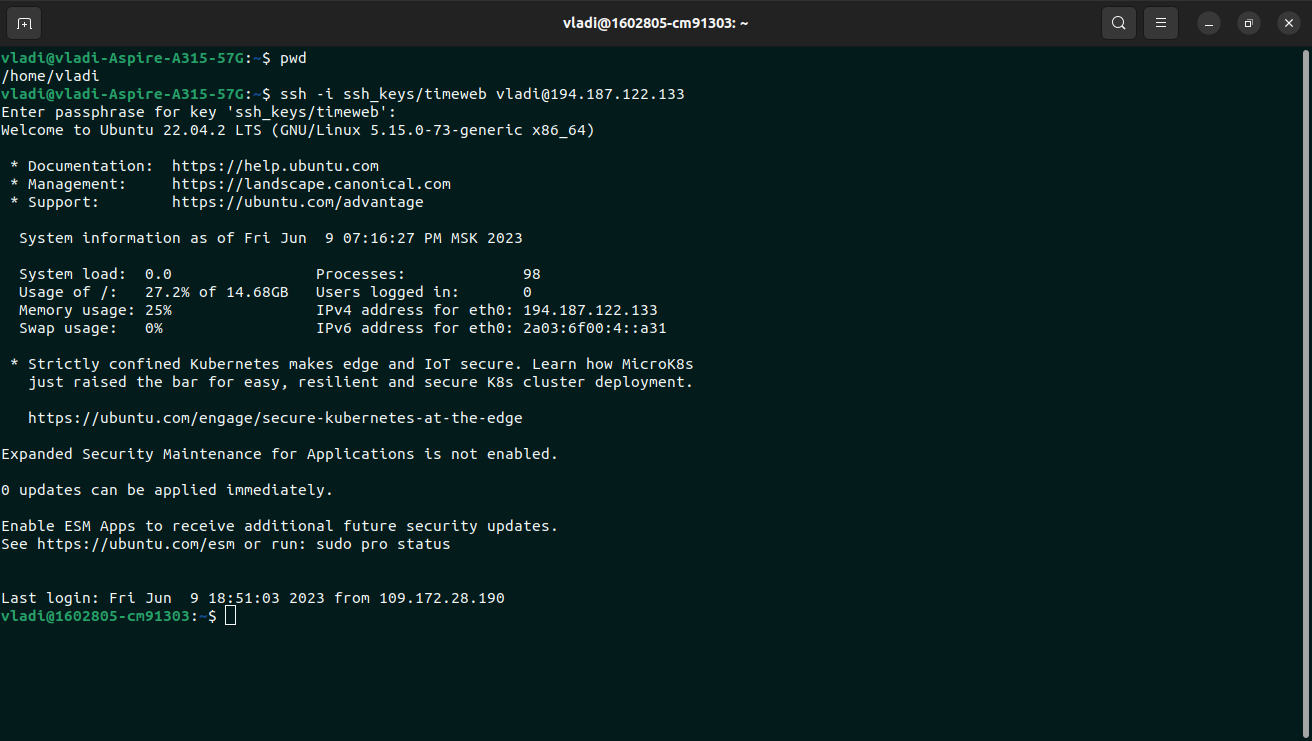 vladi@1602805-cm91303: ~
vladi@vladi-Aspire-A315-57G:~$ pwd
/home/vladi
vladi@vladi-Aspire-A315-57G:~$ ssh -i ssh_keys/timeweb vladi@194.187.122.133
Enter passphrase for key 'ssh_keys/timeweb':
Welcome to Ubuntu 22.04.2 LTS (GNU/Linux 5.15.0-73-generic x86_64)
* Documentation:  https://help.ubuntu.com
* Management:     https://landscape.canonical.com
* Support:        https://ubuntu.com/advantage
System information as of Fri Jun  9 07:16:27 PM MSK 2023
System load:  0.0                Processes:             98
Usage of /:   27.2% of 14.68GB   Users logged in:       0
Memory usage: 25%                IPv4 address for eth0: 194.187.122.133
Swap usage:   0%                 IPv6 address for eth0: 2a03:6f00:4::a31
* Strictly confined Kubernetes makes edge and IoT secure. Learn how MicroK8s
just raised the bar for easy, resilient and secure K8s cluster deployment.
https://ubuntu.com/engage/secure-kubernetes-at-the-edge
Expanded Security Maintenance for Applications is not enabled.
0 updates can be applied immediately.
Enable ESM Apps to receive additional future security updates.
See https://ubuntu.com/esm or run: sudo pro status
Last login: Fri Jun  9 18:51:03 2023 from 109.172.28.190
vladi@1602805-cm91303:~$